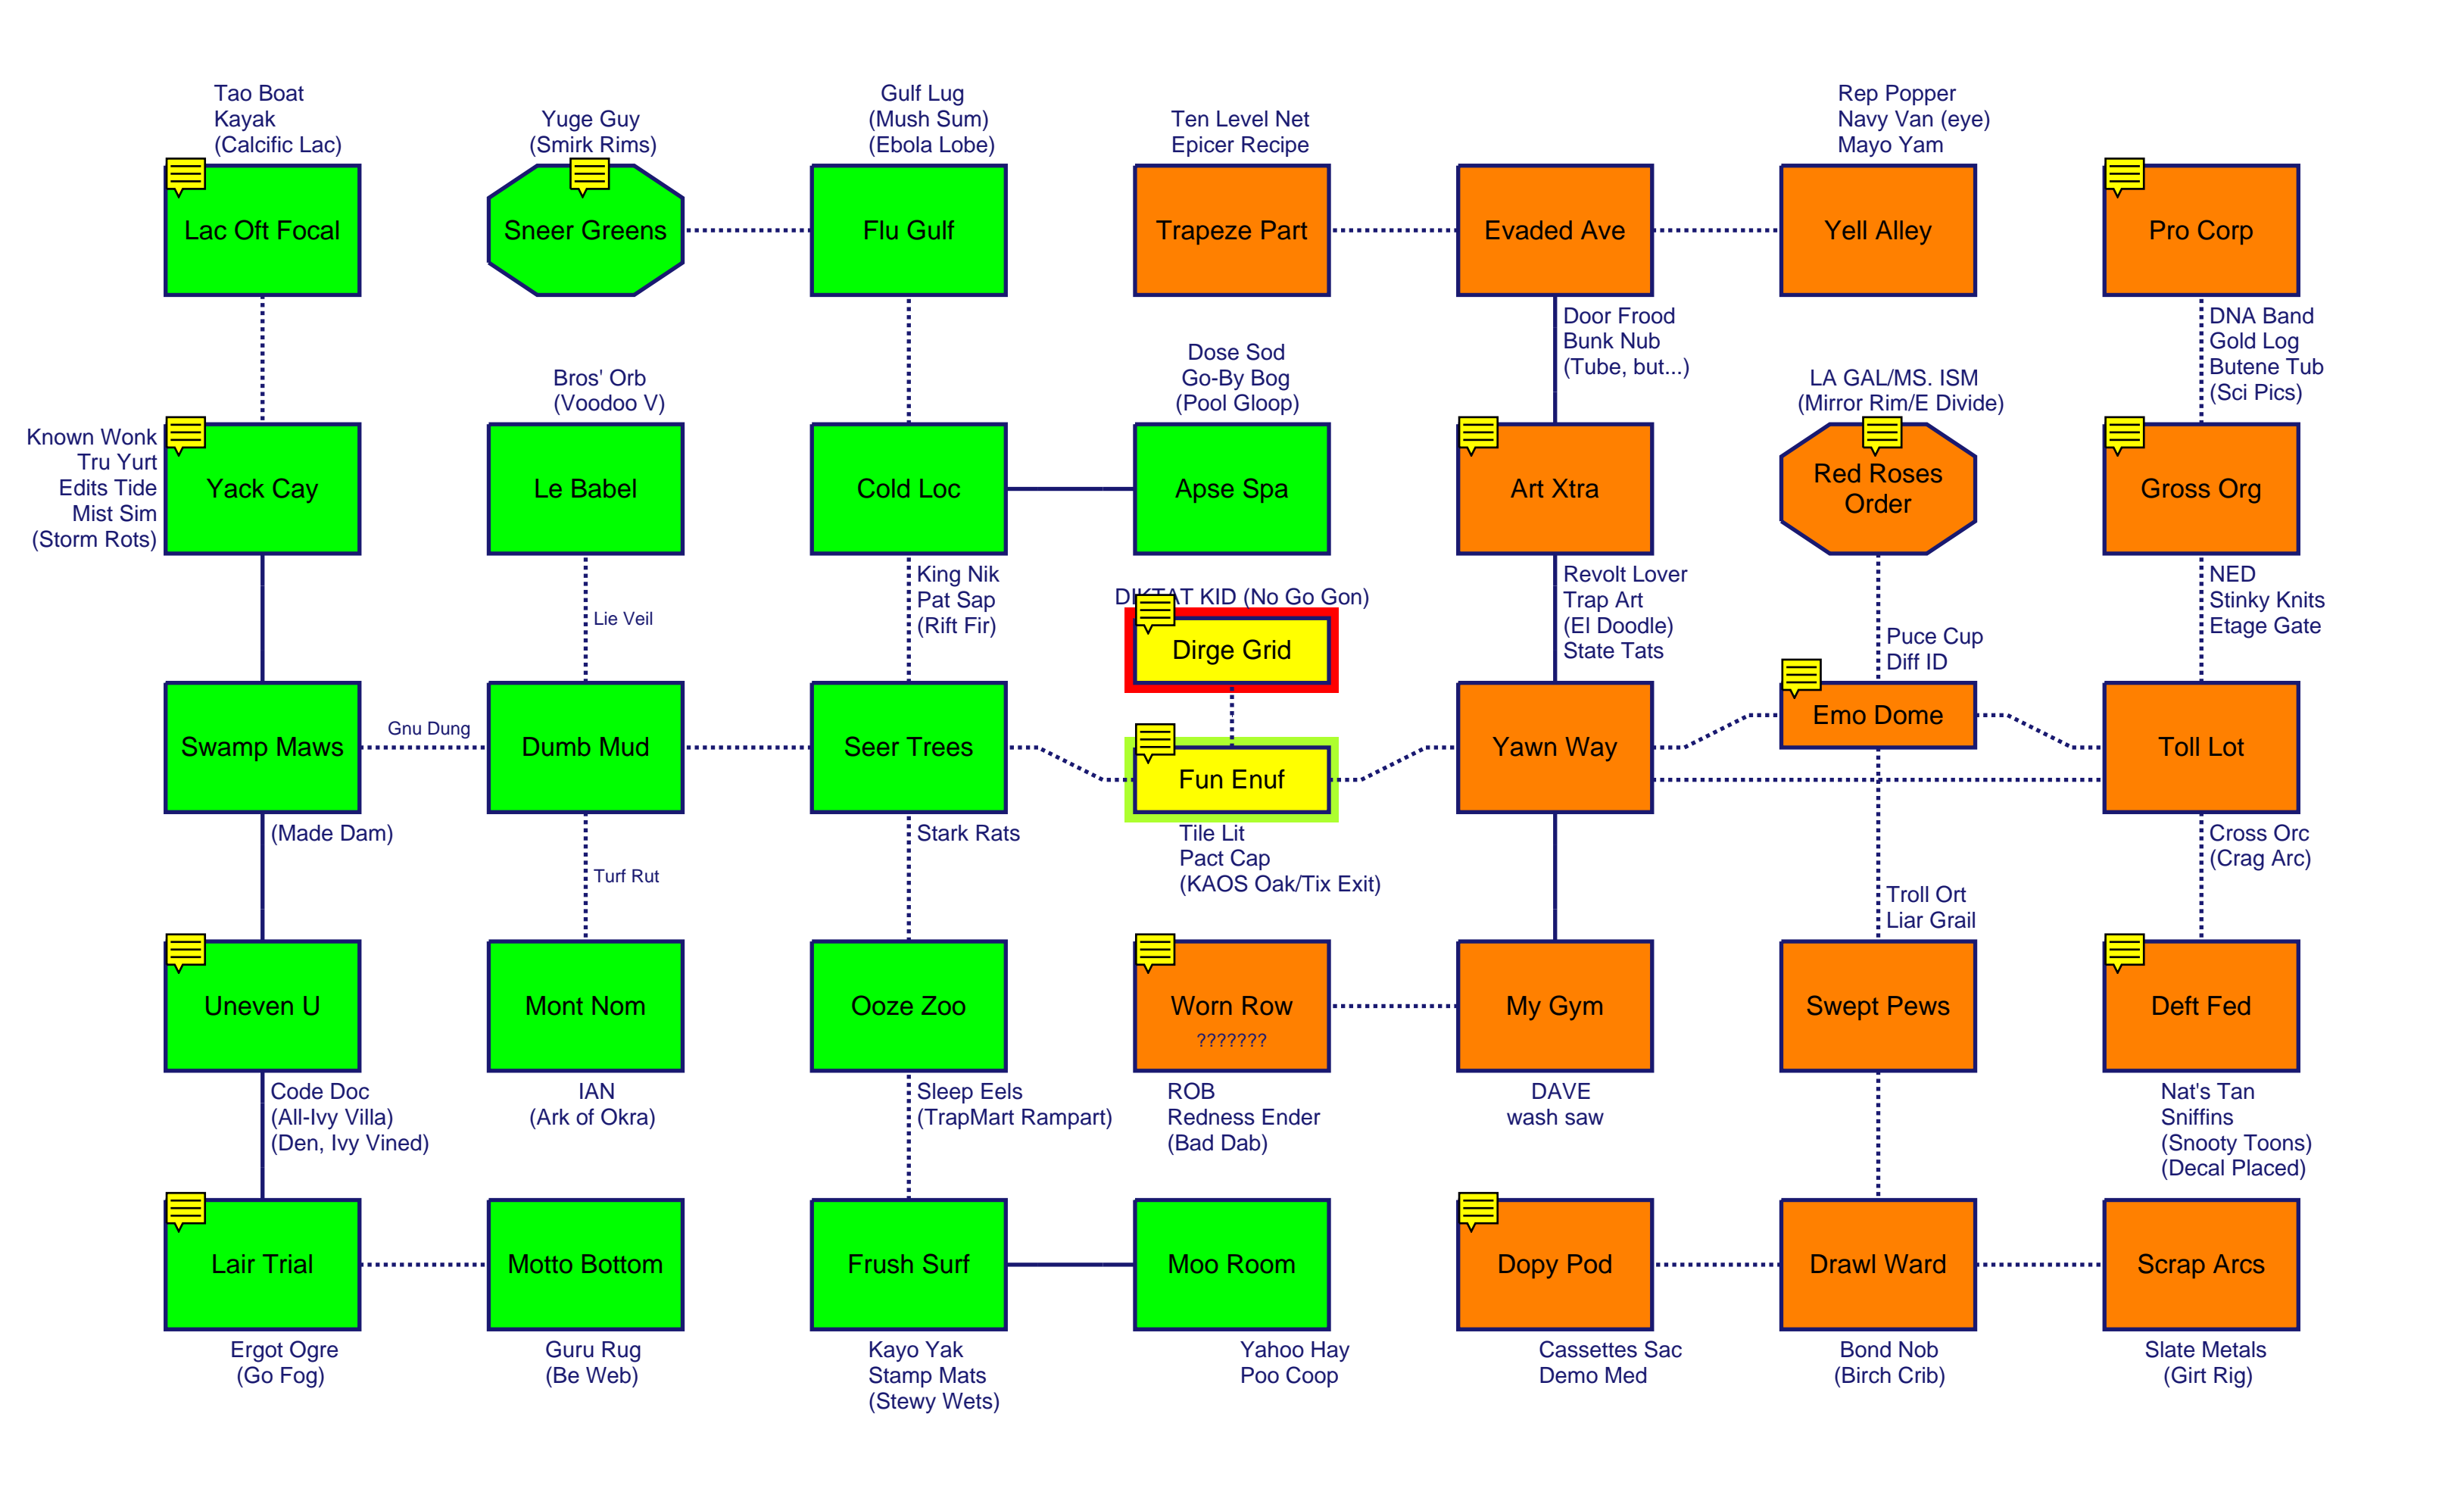 Tao Boat
Kayak
(Calcific Lac)
Yuge Guy
(Smirk Rims)
Gulf Lug
(Mush Sum)
(Ebola Lobe)
Ten Level Net
Epicer Recipe
Rep Popper
Navy Van (eye)
Mayo Yam
Lac Oft Focal
Sneer Greens
Flu Gulf
Trapeze Part
Evaded Ave
Yell Alley
Pro Corp
Door Frood
Bunk Nub
(Tube, but...)
DNA Band
Gold Log
Butene Tub
(Sci Pics)
Bros' Orb
(Voodoo V)
Dose Sod
Go-By Bog
(Pool Gloop)
LA GAL/MS. ISM
(Mirror Rim/E Divide)
Known Wonk
Tru Yurt
Edits Tide
Mist Sim
(Storm Rots)
Yack Cay
Le Babel
Cold Loc
Apse Spa
Art Xtra
Red Roses
Order
Gross Org
Lie Veil
King Nik
Pat Sap
(Rift Fir)
DIKTAT KID (No Go Gon)
Dirge Grid
Revolt Lover
Trap Art
(El Doodle)
State Tats
Puce Cup
Diff ID
NED
Stinky Knits
Etage Gate
Swamp Maws
Gnu Dung
Dumb Mud
Seer Trees
Fun Enuf
Yawn Way
Emo Dome
Toll Lot
(Made Dam)
Turf Rut
Stark Rats
Tile Lit
Pact Cap
(KAOS Oak/Tix Exit)
Troll Ort
Liar Grail
Cross Orc
(Crag Arc)
Uneven U
Mont Nom
Ooze Zoo
Worn Row
???????
My Gym
Swept Pews
Deft Fed
Code Doc
(All-Ivy Villa)
(Den, Ivy Vined)
IAN
(Ark of Okra)
Sleep Eels
(TrapMart Rampart)
ROB
Redness Ender
(Bad Dab)
DAVE
wash saw
Nat's Tan
Sniffins
(Snooty Toons)
(Decal Placed)
Lair Trial
Motto Bottom
Frush Surf
Moo Room
Dopy Pod
Drawl Ward
Scrap Arcs
Ergot Ogre
(Go Fog)
Guru Rug
(Be Web)
Kayo Yak
Stamp Mats
(Stewy Wets)
Yahoo Hay
Poo Coop
Cassettes Sac
Demo Med
Bond Nob
(Birch Crib)
Slate Metals
(Girt Rig)